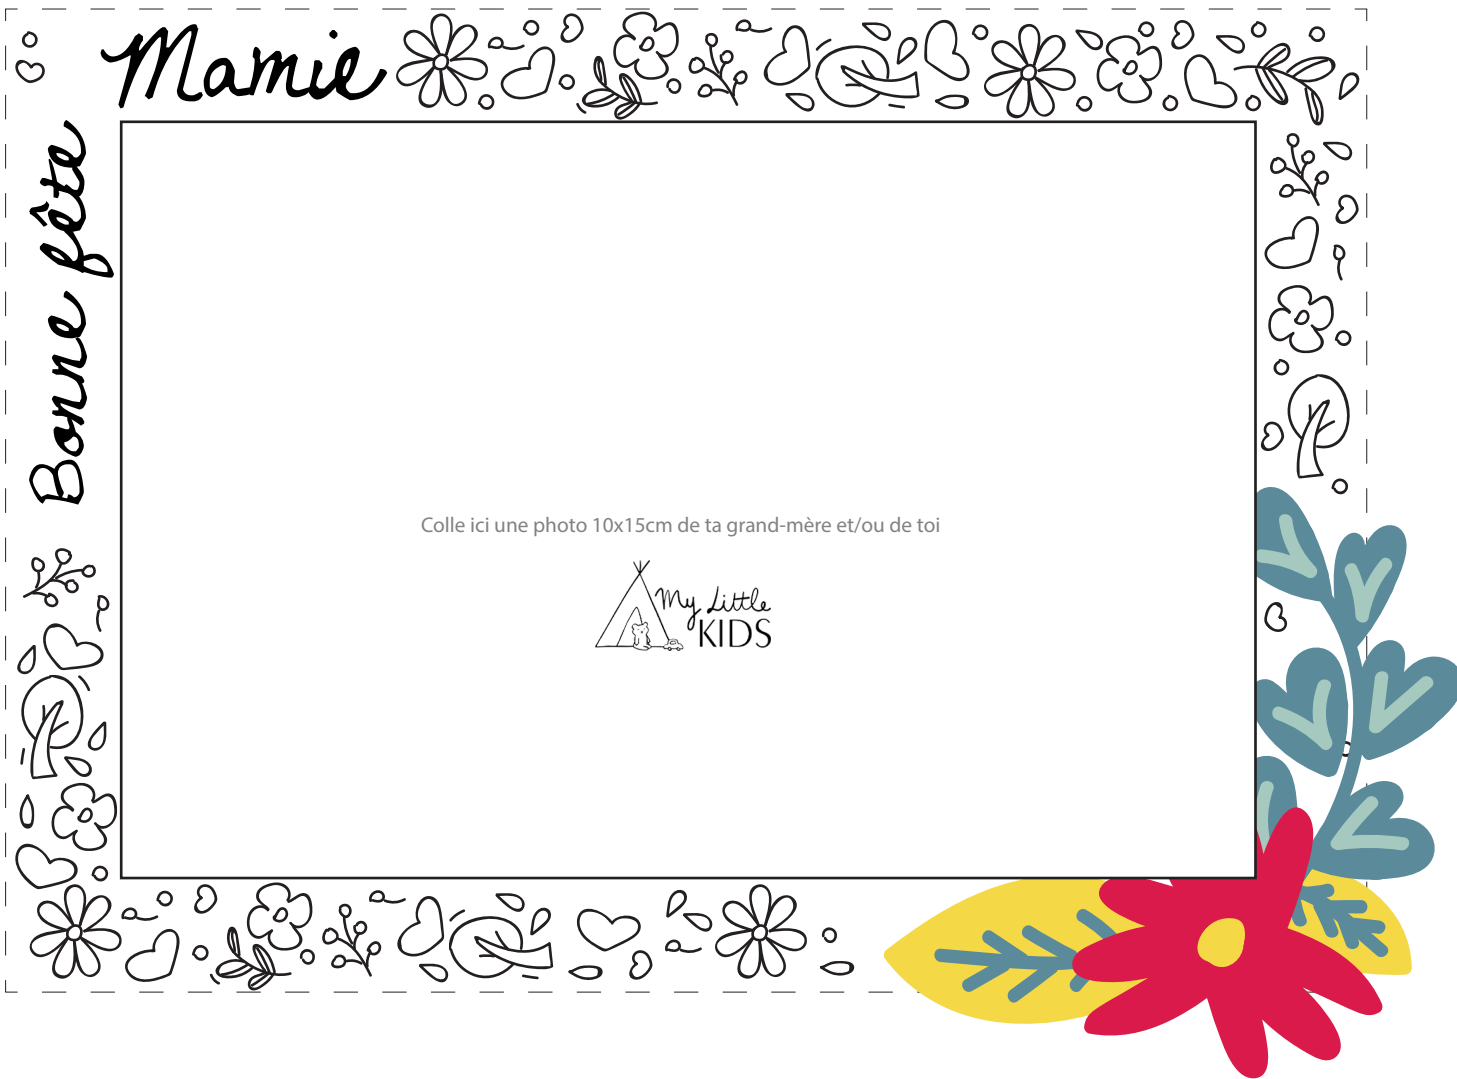 Bonne fête
Mamie
Colle ici une photo 10x15cm de ta grand-mère et/ou de toi
My Little
KIDS